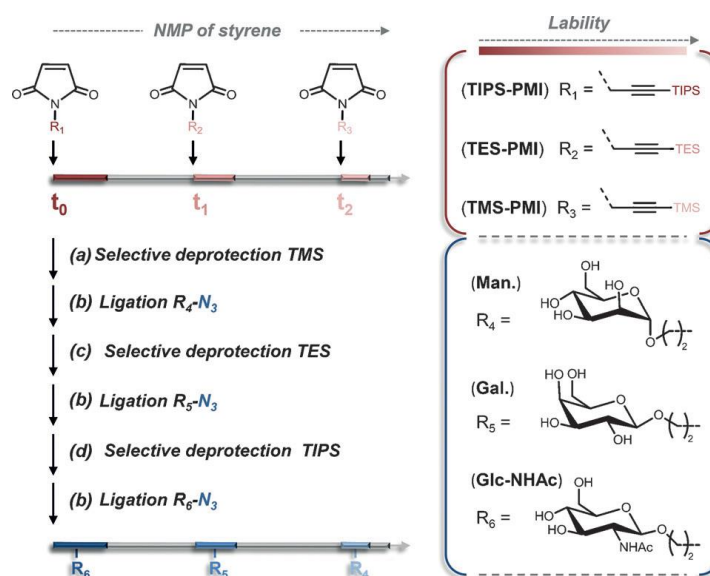 NMP of styrene
O N O
R₁
O N O
R₂
O N O
R₃
t₀ t₁ t₂
(a) Selective deprotection TMS
(b) Ligation R₄-N₃
(c) Selective deprotection TES
(b) Ligation R₅-N₃
(d) Selective deprotection TIPS
(b) Ligation R₆-N₃
R₆ R₅ R₄
Lability
(TIPS-PMI) R₁ = TIPS
(TES-PMI) R₂ = TES
(TMS-PMI) R₃ = TMS
(Man.)
R₄ =
OH
HO
HO
HO
O
O
2
(Gal.)
R₅ =
HO OH
HO
OH
O
O
2
(Glc-NHAc)
R₆ =
OH
HO
HO
NHAc
O
O
2